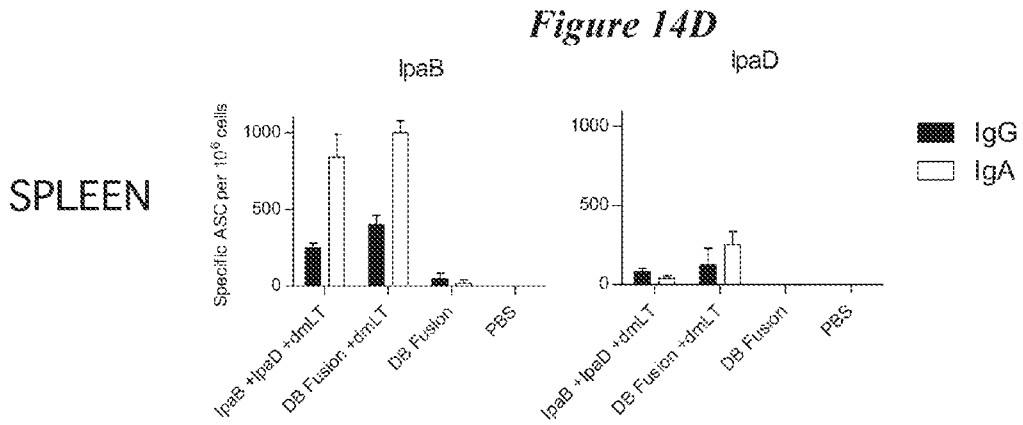 Figure 14D
IpaB
IpaD
SPLEEN
Specific ASC per 10⁶ cells
1000
500
0
IpaB +IpaD +dmLT
DB Fusion +dmLT
DB Fusion
PBS
1000
500
0
IpaB +IpaD +dmLT
DB Fusion +dmLT
DB Fusion
PBS
IgG
IgA